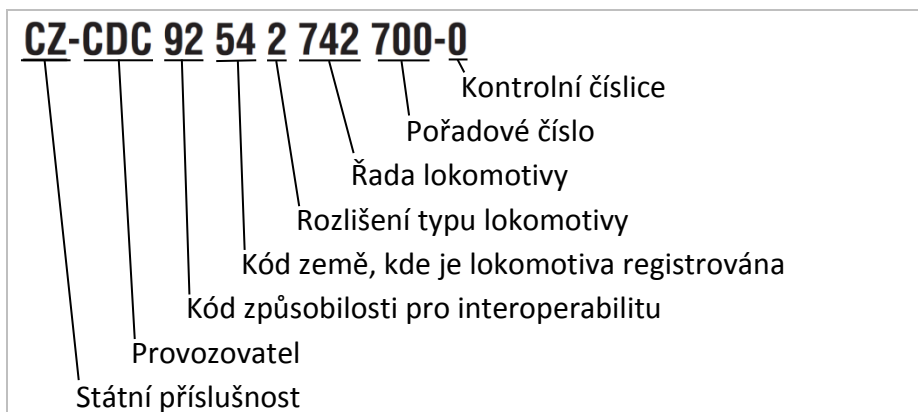 CZ-CDC 92 54 2 742 700-0
Kontrolní číslice
Pořadové číslo
Řada lokomotivy
Rozlišení typu lokomotivy
Kód země, kde je lokomotiva registrována
Kód způsobilosti pro interoperabilitu
Provozovatel
Státní příslušnost